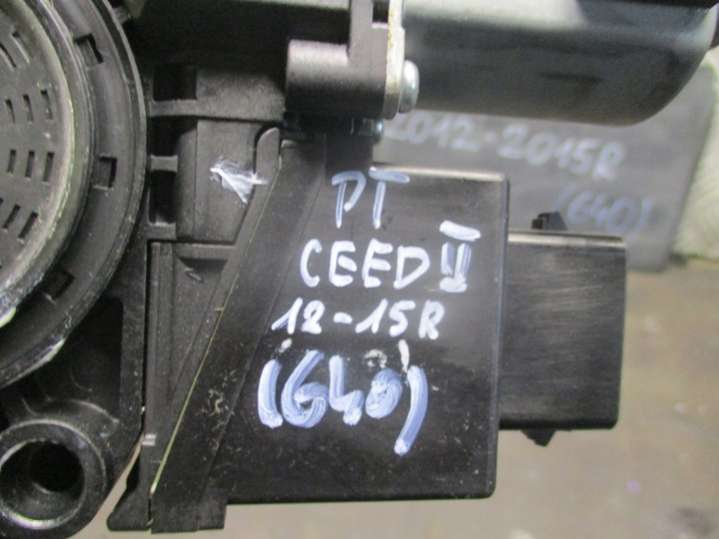 2012-2015R
(640)
PT
CEED II
12-15R
(640)